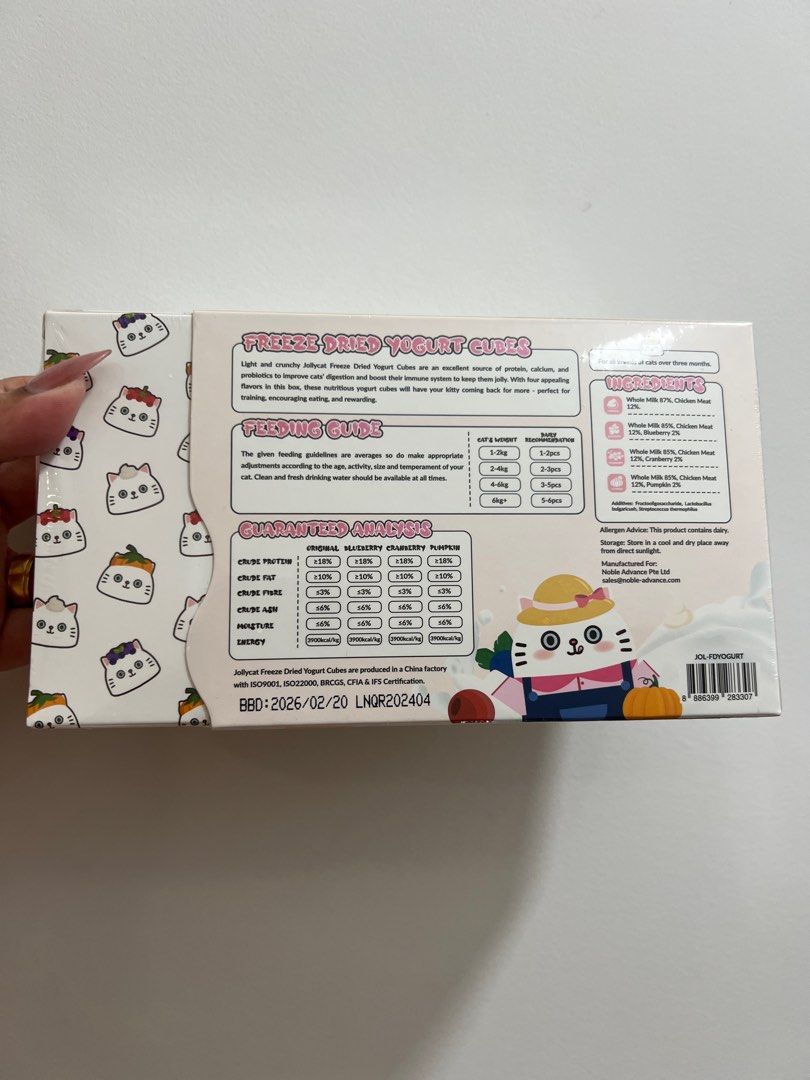 FREEZE DRIED YOGURT CUBES
Light and crunchy Jollycat Freeze Dried Yogurt Cubes are an excellent source of protein, calcium, and
probiotics to improve cats' digestion and boost their immune system to keep them jolly. With four appealing
flavors in this box, these nutritious yogurt cubes will have your kitty coming back for more - perfect for
training, encouraging eating, and rewarding.
FEEDING GUIDE
The given feeding guidelines are averages so do make appropriate
adjustments according to the age, activity, size and temperament of your
cat. Clean and fresh drinking water should be available at all times.
CAT'S WEIGHT DAILY RECOMMENDATION
1-2kg 1-2pcs
2-4kg 2-3pcs
4-6kg 3-5pcs
6kg+ 5-6pcs
GUARANTEED ANALYSIS
ORIGINAL BLUEBERRY CRANBERRY PUMPKIN
CRUDE PROTEIN ≥18% ≥18% ≥18% ≥18%
CRUDE FAT ≥10% ≥10% ≥10% ≥10%
CRUDE FIBRE ≤3% ≤3% ≤3% ≤3%
CRUDE ASH ≤6% ≤6% ≤6% ≤6%
MOISTURE ≤6% ≤6% ≤6% ≤6%
ENERGY 3900kcal/kg 3900kcal/kg 3900kcal/kg 3900kcal/kg
Jollycat Freeze Dried Yogurt Cubes are produced in a China factory
with ISO9001, ISO22000, BRCGS, CFIA & IFS Certification.
BBD:2026/02/20 LNQR202404
For all breeds of cats over three months.
INGREDIENTS
Whole Milk 87%, Chicken Meat
12%.
Whole Milk 85%, Chicken Meat
12%, Blueberry 2%
Whole Milk 85%, Chicken Meat
12%, Cranberry 2%
Whole Milk 85%, Chicken Meat
12%, Pumpkin 2%
Additives: Fructooligosaccharide, Lactobacillus
bulgaricush, Streptococcus thermophilus
Allergen Advice: This product contains dairy.
Storage: Store in a cool and dry place away
from direct sunlight.
Manufactured For:
Noble Advance Pte Ltd
sales@noble-advance.com
JOL-FDYOGURT
8 886399 283307